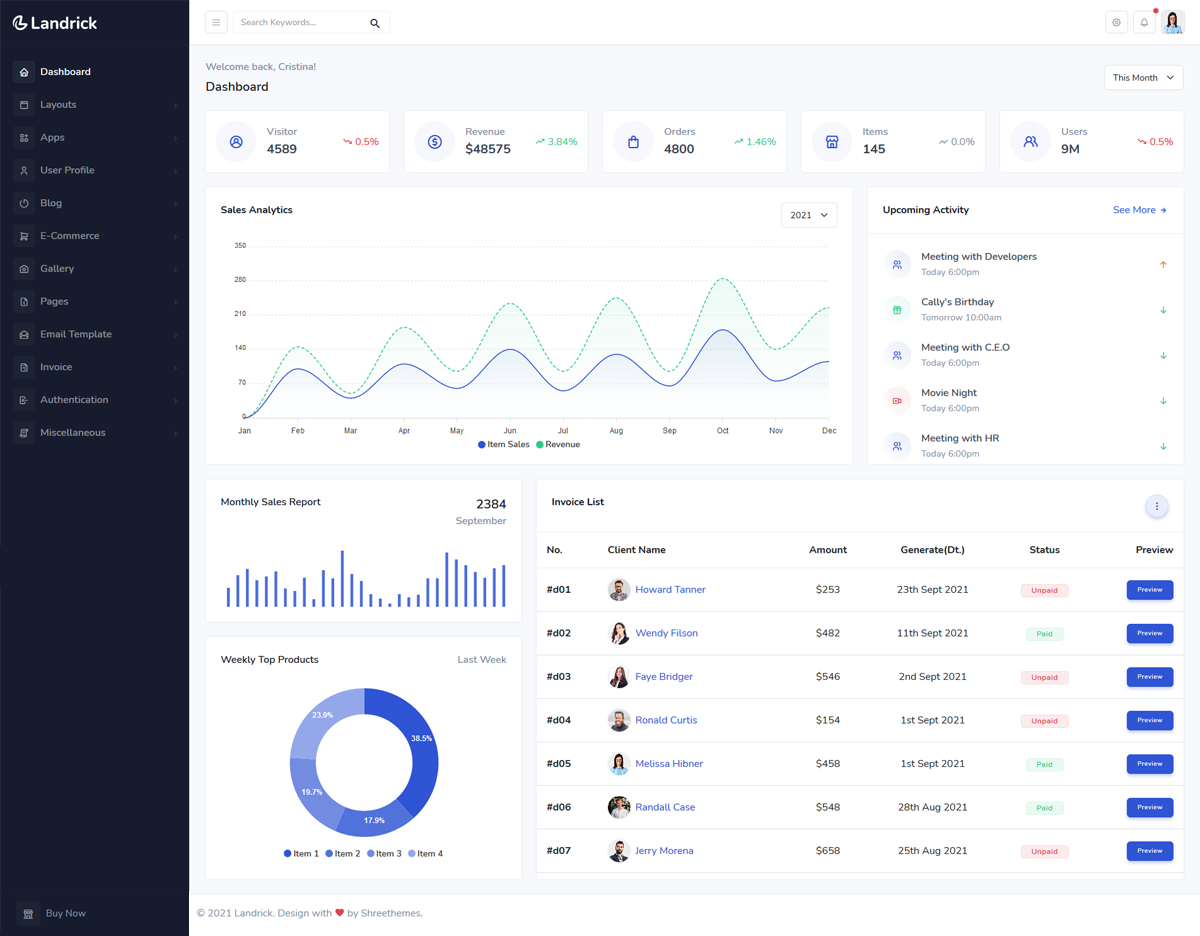 Landrick
Search Keywords...
Dashboard
Layouts
Apps
User Profile
Blog
E-Commerce
Gallery
Pages
Email Template
Invoice
Authentication
Miscellaneous
Buy Now
Welcome back, Cristina!
Dashboard
This Month
Visitor
4589
0.5%
Revenue
$48575
3.84%
Orders
4800
1.46%
Items
145
0.0%
Users
9M
0.5%
Sales Analytics
2021
350
280
210
140
70
0
Jan Feb Mar Apr May Jun Jul Aug Sep Oct Nov Dec
Item Sales Revenue
Upcoming Activity See More
Meeting with Developers
Today 6:00pm
Cally's Birthday
Tomorrow 10:00am
Meeting with C.E.O
Today 6:00pm
Movie Night
Today 6:00pm
Meeting with HR
Today 6:00pm
Monthly Sales Report 2384
September
Weekly Top Products Last Week
23.9%
38.5%
19.7%
17.9%
Item 1 Item 2 Item 3 Item 4
Invoice List
No. Client Name Amount Generate(Dt.) Status Preview
#d01 Howard Tanner $253 23th Sept 2021 Unpaid Preview
#d02 Wendy Filson $482 11th Sept 2021 Paid Preview
#d03 Faye Bridger $546 2nd Sept 2021 Unpaid Preview
#d04 Ronald Curtis $154 1st Sept 2021 Unpaid Preview
#d05 Melissa Hibner $458 1st Sept 2021 Paid Preview
#d06 Randall Case $548 28th Aug 2021 Paid Preview
#d07 Jerry Morena $658 25th Aug 2021 Unpaid Preview
© 2021 Landrick. Design with ❤ by Shreethemes.